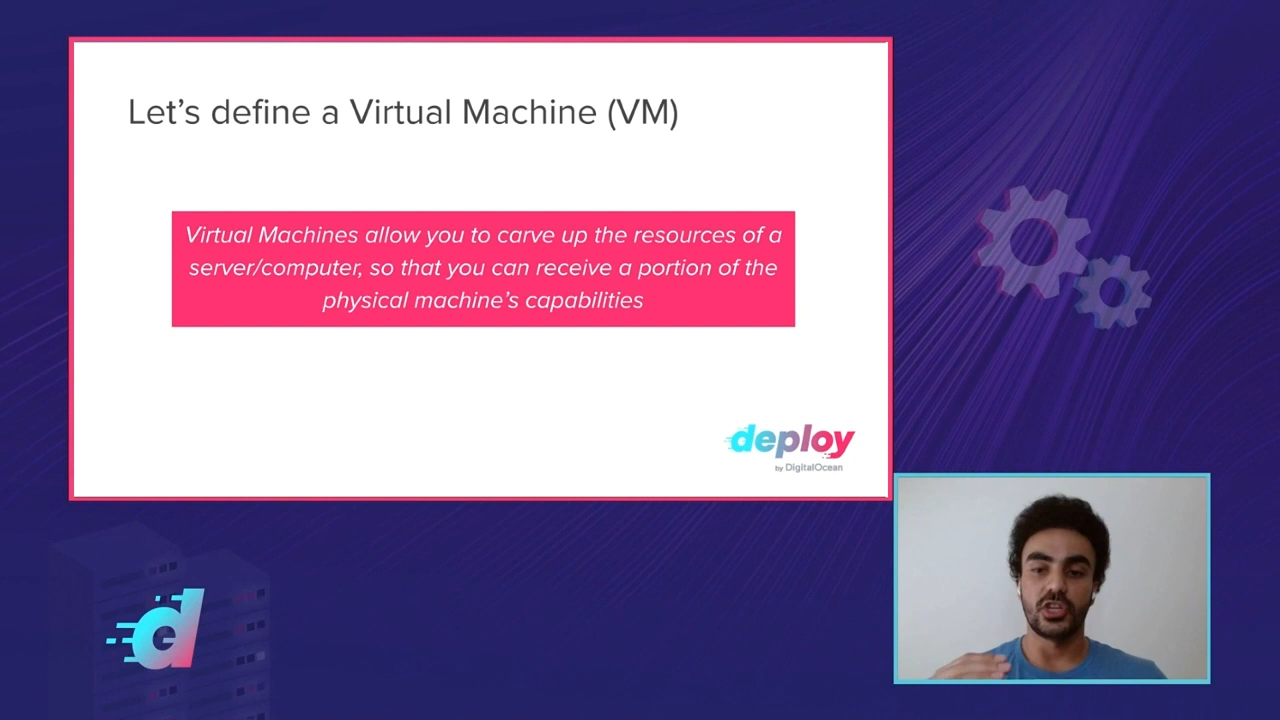 Let's define a Virtual Machine (VM)
Virtual Machines allow you to carve up the resources of a
server/computer, so that you can receive a portion of the
physical machine's capabilities
deploy
by DigitalOcean
d